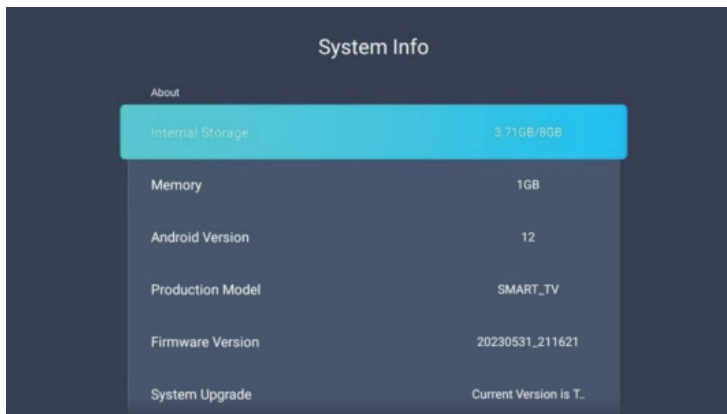 System Info
About
Internal Storage 3.71GB/8GB
Memory 1GB
Android Version 12
Production Model SMART_TV
Firmware Version 20230531_211621
System Upgrade Current Version is T..